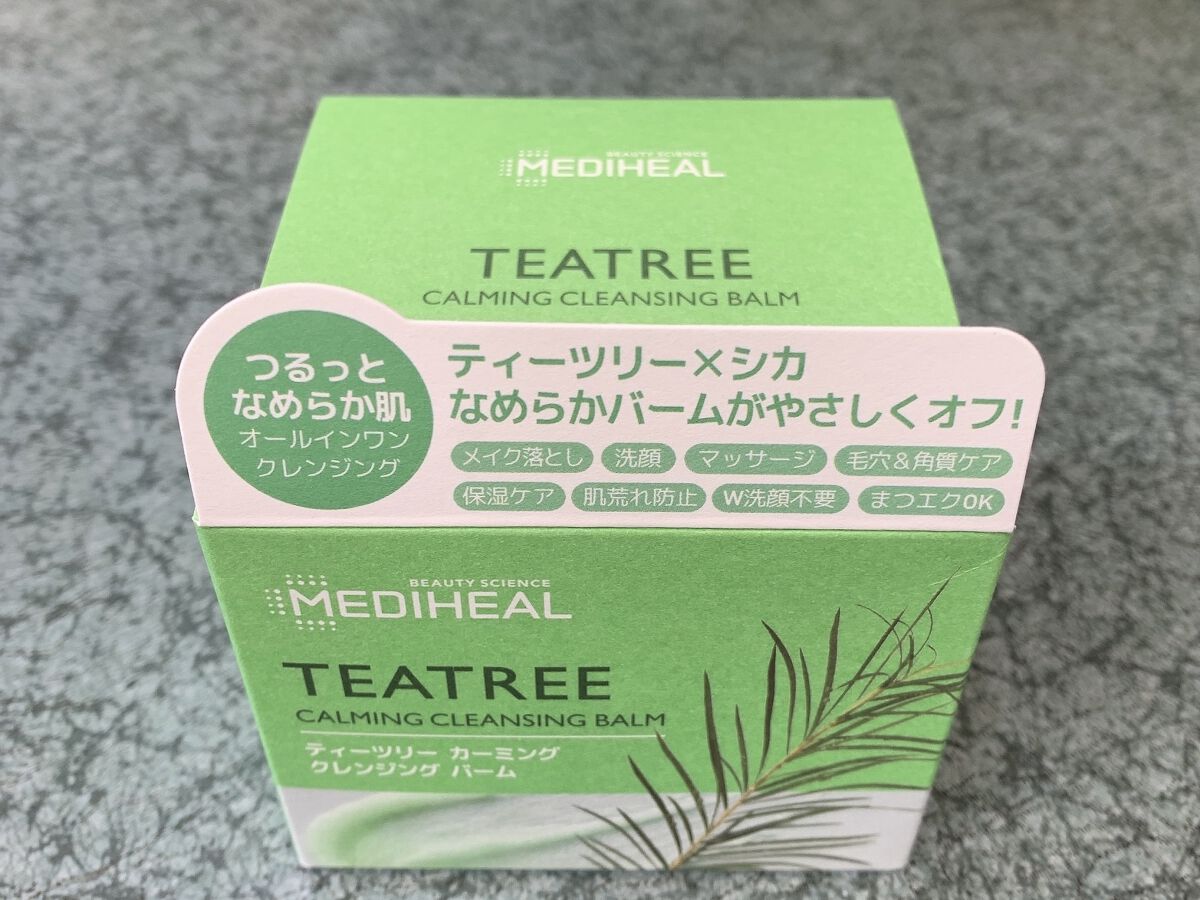 BEAUTY SCIENCE
MEDIHEAL
TEATREE
CALMING CLEANSING BALM
つるっと
なめらか肌
オールインワン
クレンジング
ティーツリー×シカ
なめらかバームがやさしくオフ!
メイク落とし 洗顔 マッサージ 毛穴&角質ケア
保湿ケア 肌荒れ防止 W洗顔不要 まつエクOK
BEAUTY SCIENCE
MEDIHEAL
TEATREE
CALMING CLEANSING BALM
ティーツリー カーミング
クレンジング バーム